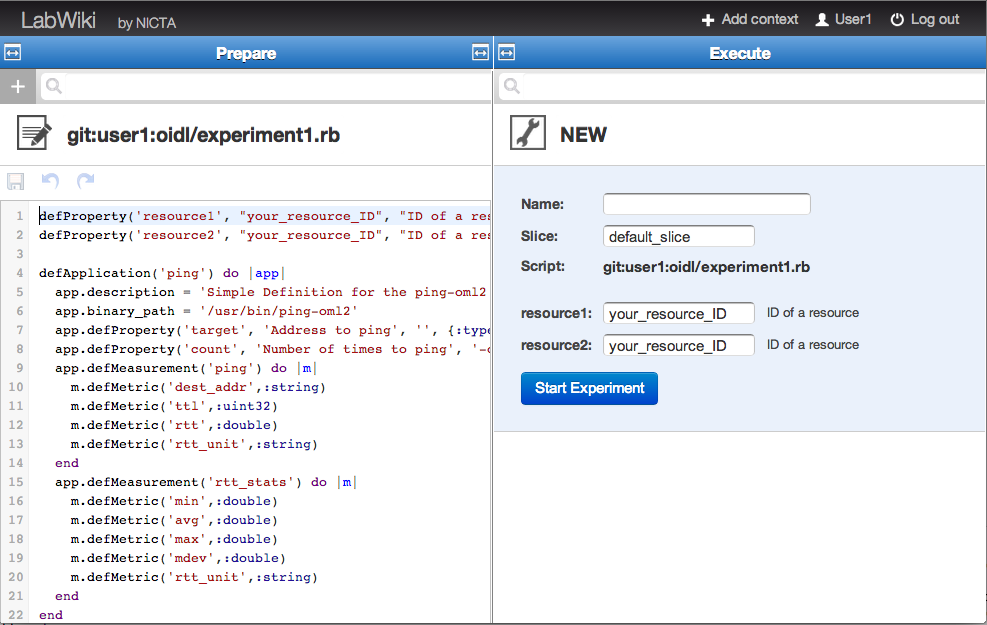 LabWiki by NICTA
Add context User1 Log out
Prepare
git:user1:oidl/experiment1.rb
1 defProperty('resource1', "your_resource_ID", "ID of a res
2 defProperty('resource2', "your_resource_ID", "ID of a res
3
4 defApplication('ping') do |app|
5 app.description = 'Simple Definition for the ping-oml2
6 app.binary_path = '/usr/bin/ping-oml2'
7 app.defProperty('target', 'Address to ping', '', {:type
8 app.defProperty('count', 'Number of times to ping', '-c
9 app.defMeasurement('ping') do |m|
10 m.defMetric('dest_addr',:string)
11 m.defMetric('ttl',:uint32)
12 m.defMetric('rtt',:double)
13 m.defMetric('rtt_unit',:string)
14 end
15 app.defMeasurement('rtt_stats') do |m|
16 m.defMetric('min',:double)
17 m.defMetric('avg',:double)
18 m.defMetric('max',:double)
19 m.defMetric('mdev',:double)
20 m.defMetric('rtt_unit',:string)
21 end
22 end
Execute
NEW
Name:
Slice: default_slice
Script: git:user1:oidl/experiment1.rb
resource1: your_resource_ID ID of a resource
resource2: your_resource_ID ID of a resource
Start Experiment